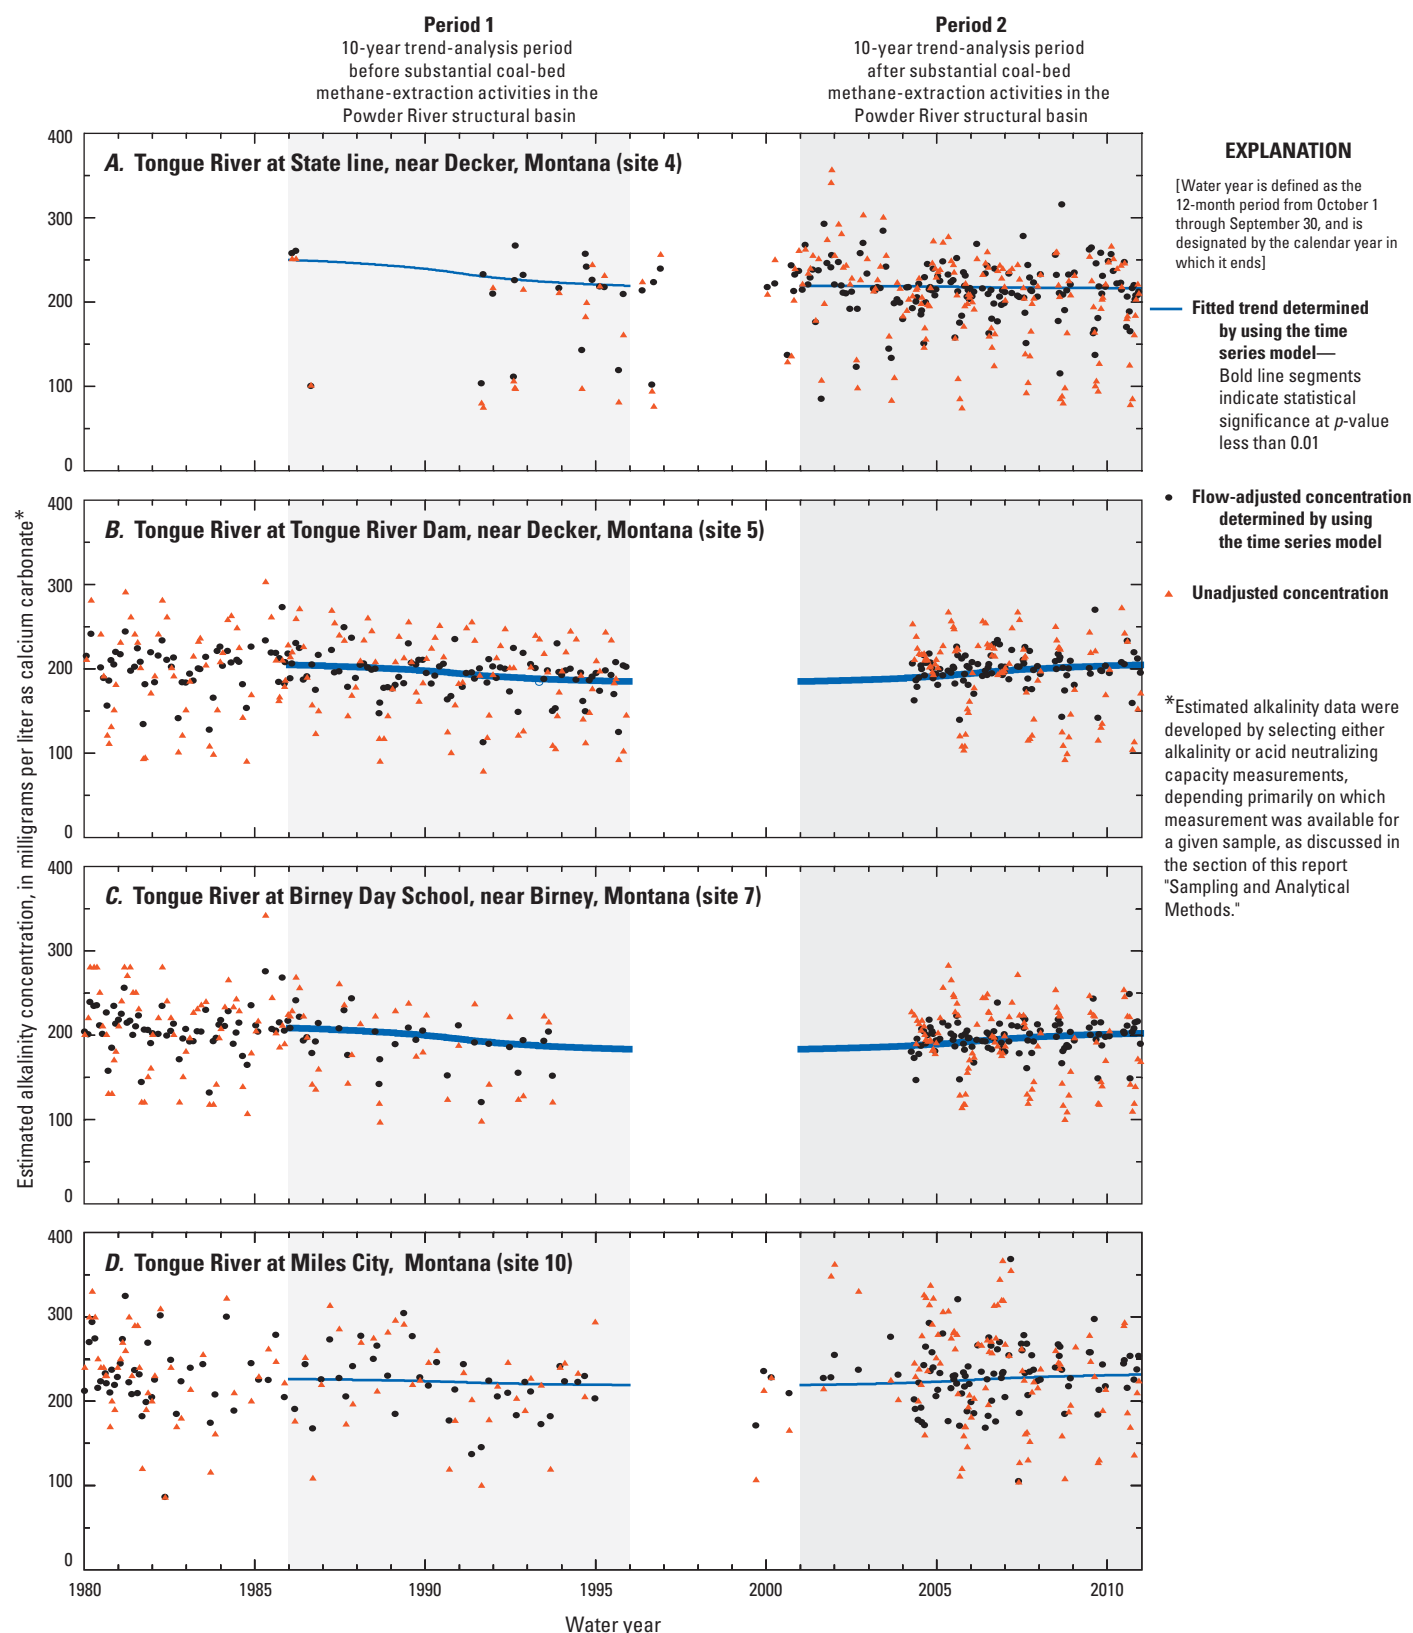 Period 1
10-year trend-analysis period
before substantial coal-bed
methane-extraction activities in the
Powder River structural basin
Period 2
10-year trend-analysis period
after substantial coal-bed
methane-extraction activities in the
Powder River structural basin
400
300
200
100
0
A. Tongue River at State line, near Decker, Montana (site 4)
400
300
200
100
0
B. Tongue River at Tongue River Dam, near Decker, Montana (site 5)
400
300
200
100
0
C. Tongue River at Birney Day School, near Birney, Montana (site 7)
400
300
200
100
0
D. Tongue River at Miles City, Montana (site 10)
1980
1985
1990
1995
2000
2005
2010
Water year
Estimated alkalinity concentration, in milligrams per liter as calcium carbonate*
EXPLANATION
[Water year is defined as the
12-month period from October 1
through September 30, and is
designated by the calendar year in
which it ends]
Fitted trend determined
by using the time
series model—
Bold line segments
indicate statistical
significance at p-value
less than 0.01
Flow-adjusted concentration
determined by using
the time series model
Unadjusted concentration
*Estimated alkalinity data were
developed by selecting either
alkalinity or acid neutralizing
capacity measurements,
depending primarily on which
measurement was available for
a given sample, as discussed in
the section of this report
"Sampling and Analytical
Methods."